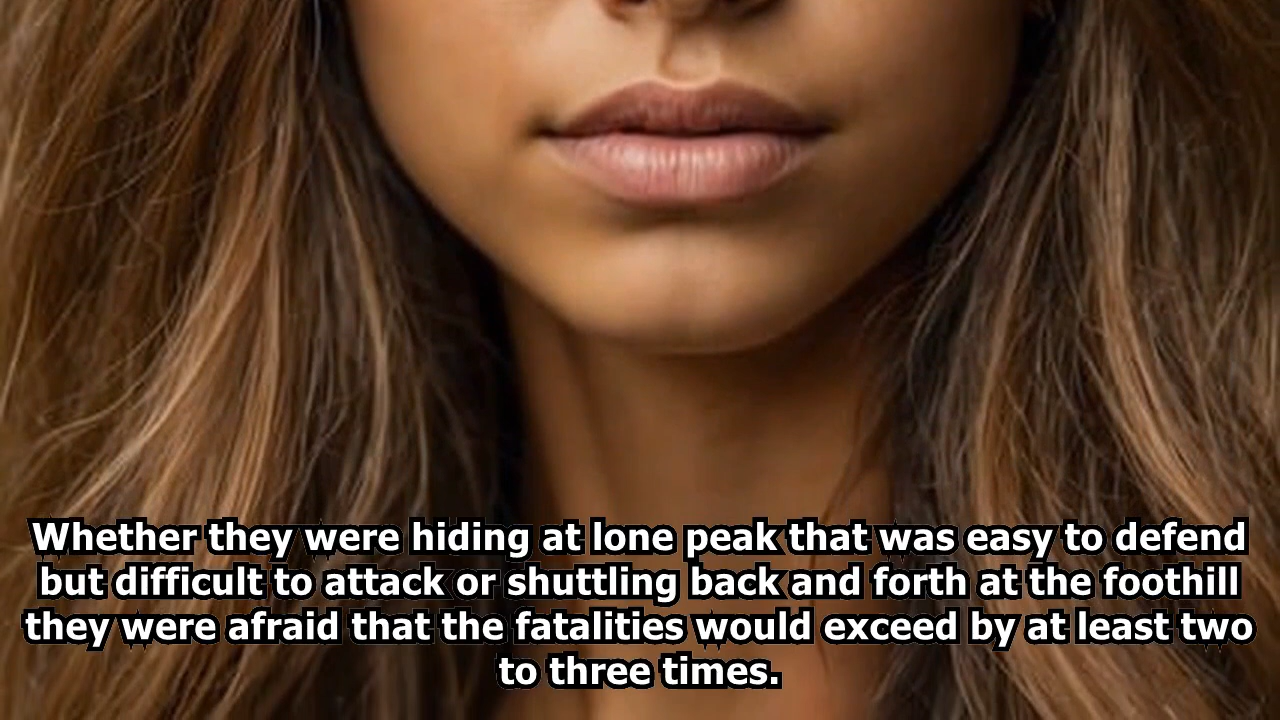 Whether they were hiding at lone peak that was easy to defend
but difficult to attack or shuttling back and forth at the foothill
they were afraid that the fatalities would exceed by at least two
to three times.